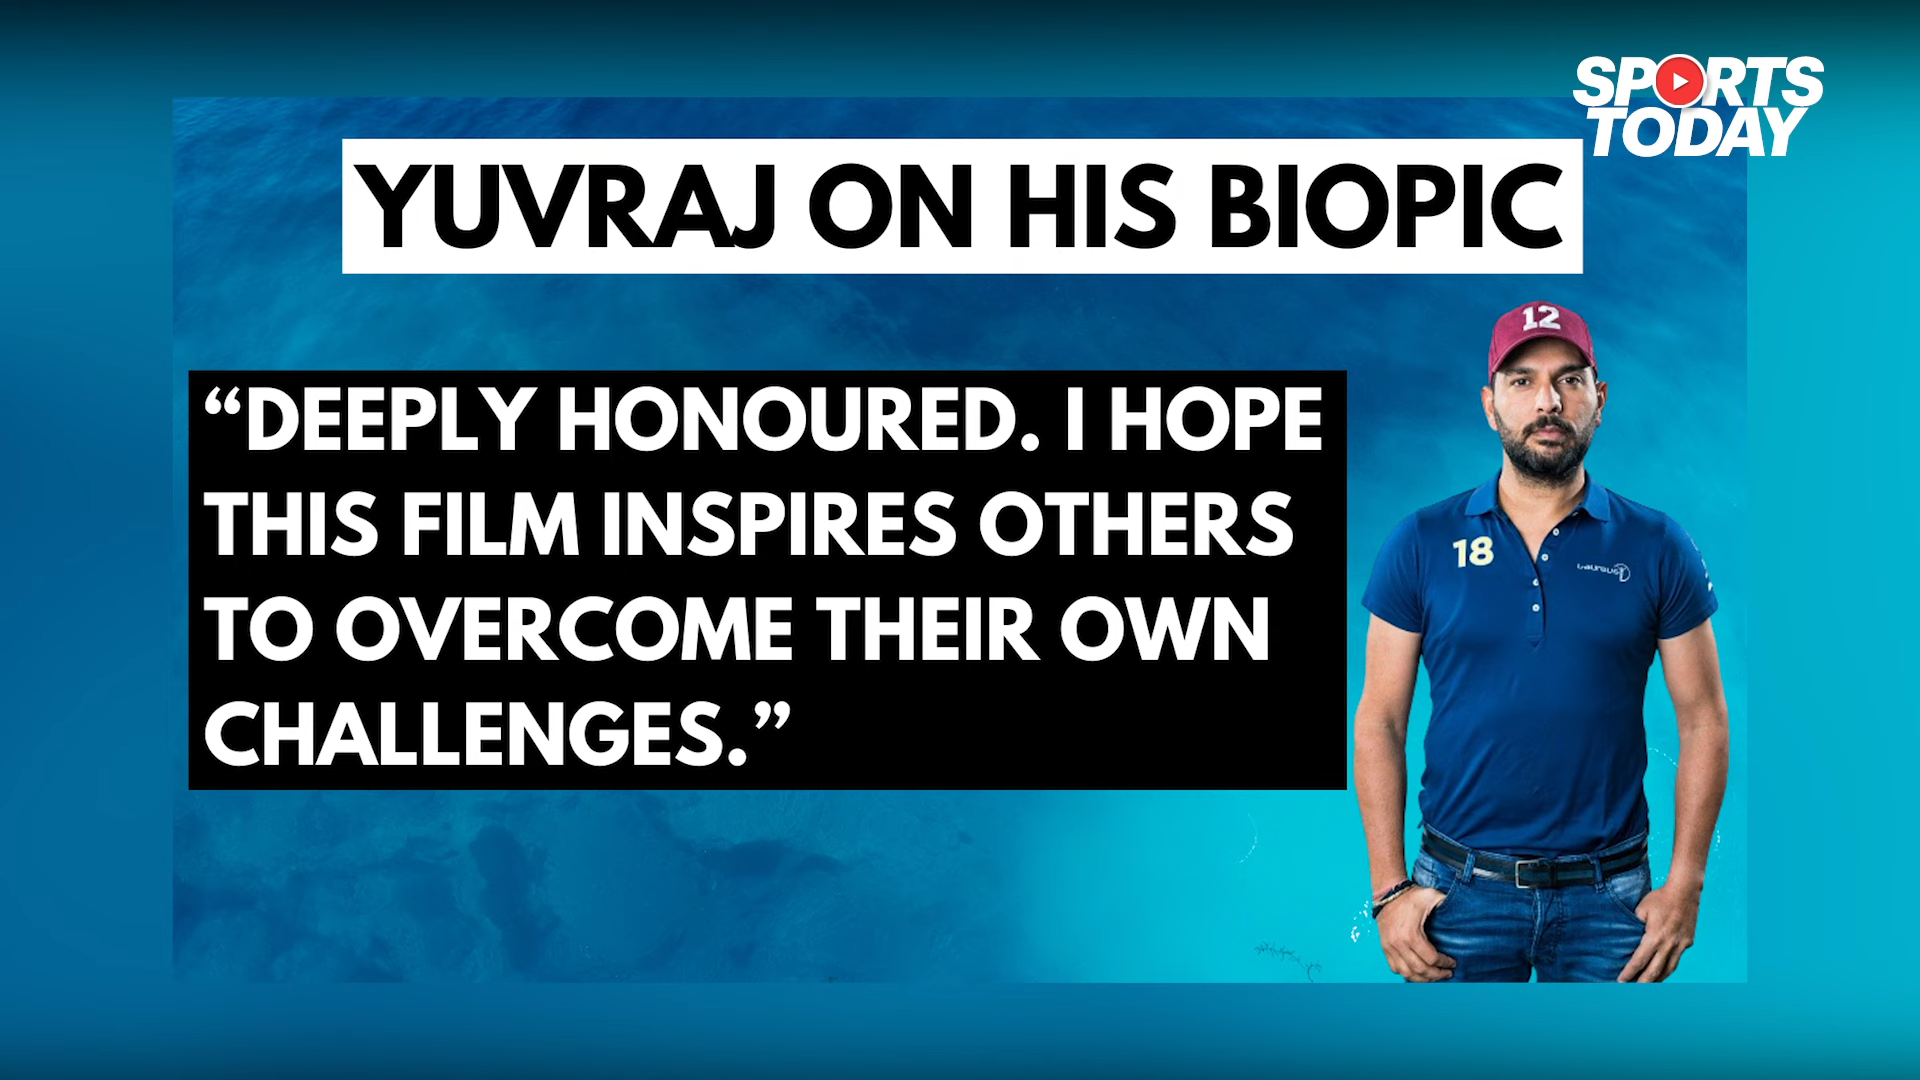 SPORTS
TODAY
YUVRAJ ON HIS BIOPIC
“DEEPLY HONOURED. I HOPE
THIS FILM INSPIRES OTHERS
TO OVERCOME THEIR OWN
CHALLENGES.”
12
18